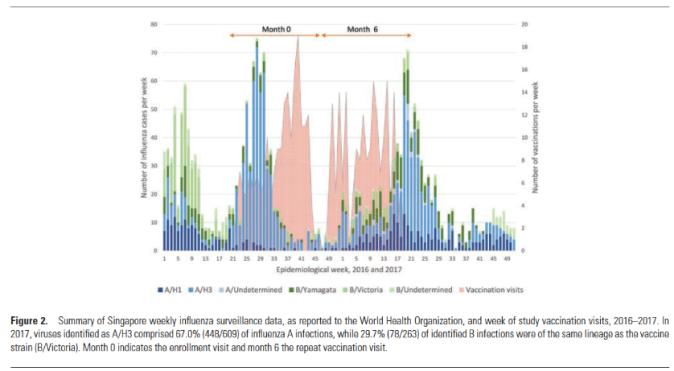 Month 0 Month 6
80 20
70 18
60 16
50 14
40 12
30 10
20 8
10 6
0 4
2
0
Number of influenza cases per week
Number of vaccinations per week
1 5 9 13 17 21 25 29 33 37 41 45 49 1 5 9 13 17 21 25 29 33 37 41 45 49
Epidemiological week, 2016 and 2017
A/H1 A/H3 A/Undetermined B/Yamagata B/Victoria B/Undetermined Vaccination visits
Figure 2. Summary of Singapore weekly influenza surveillance data, as reported to the World Health Organization, and week of study vaccination visits, 2016–2017. In
2017, viruses identified as A/H3 comprised 67.0% (448/609) of influenza A infections, while 29.7% (78/263) of identified B infections were of the same lineage as the vaccine
strain (B/Victoria). Month 0 indicates the enrollment visit and month 6 the repeat vaccination visit.